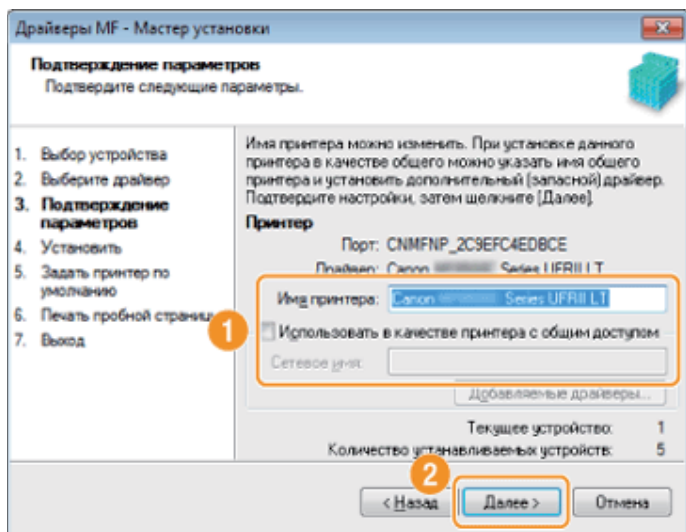 Драйверы MF - Мастер установки
Подтверждение параметров
Подтвердите следующие параметры.
1. Выбор устройства
2. Выберите драйвер
3. Подтверждение
параметров
4. Установить
5. Задать принтер по
умолчанию
6. Печать пробной страницы
7. Выход
Имя принтера можно изменить. При установке данного
принтера в качестве общего можно указать имя общего
принтера и установить дополнительный (запасной) драйвер.
Подтвердите настройки, затем щелкните [Далее].
Принтер
Порт: CNMFNP_2C9EFC4EDBCE
Драйвер: Canon Series UFRII LT
Имя принтера: Canon Series UFRII LT
1
Использовать в качестве принтера с общим доступом
Сетевое имя:
Добавляемые драйверы...
Текущее устройство: 1
Количество устанавливаемых устройств: 5
2
< Назад
Далее >
Отмена